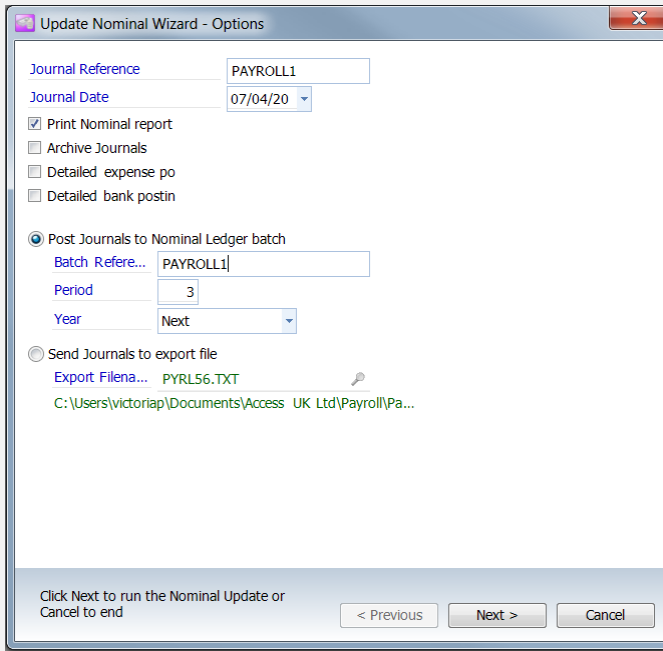 Update Nominal Wizard - Options
Journal Reference PAYROLL1
Journal Date 07/04/20
Print Nominal report
Archive Journals
Detailed expense po
Detailed bank postin
Post Journals to Nominal Ledger batch
Batch Refere... PAYROLL1
Period 3
Year Next
Send Journals to export file
Export Filena... PYRL56.TXT
C:\Users\victoriap\Documents\Access UK Ltd\Payroll\Pa...
Click Next to run the Nominal Update or
Cancel to end
< Previous Next > Cancel